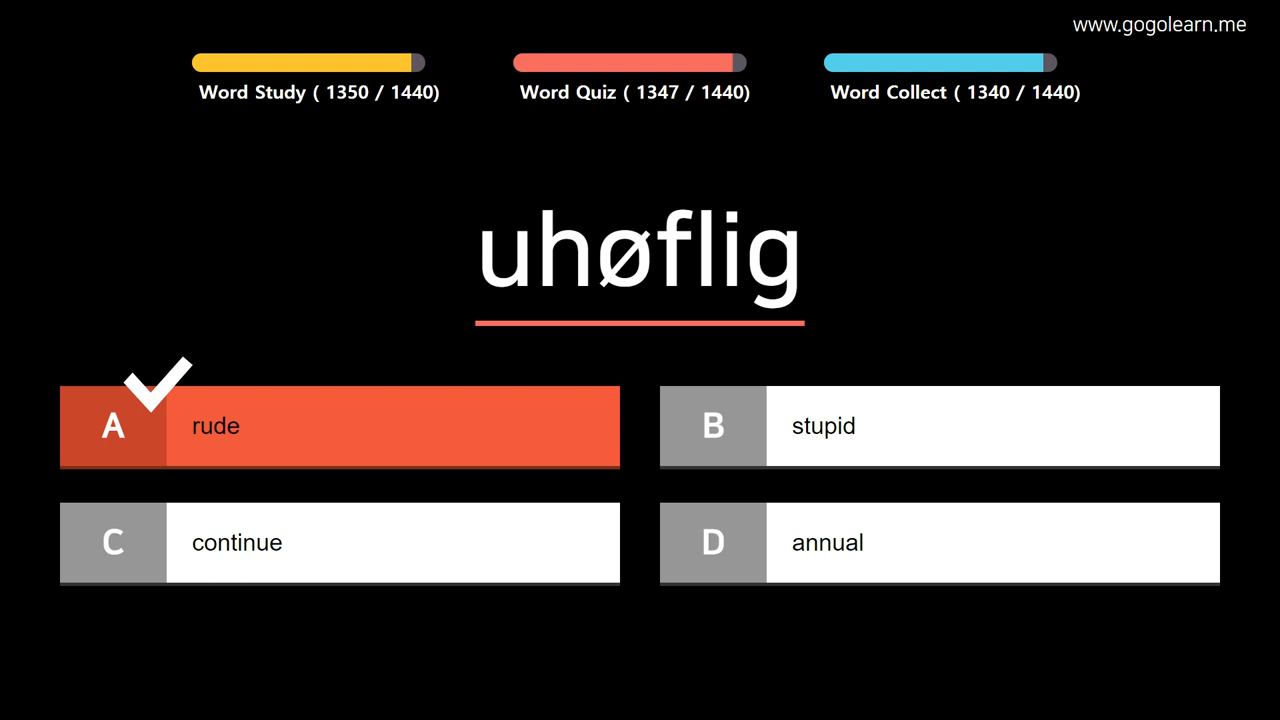 www.gogolearn.me
Word Study ( 1350 / 1440)
Word Quiz ( 1347 / 1440)
Word Collect ( 1340 / 1440)
uhøflig
A rude
B stupid
C continue
D annual